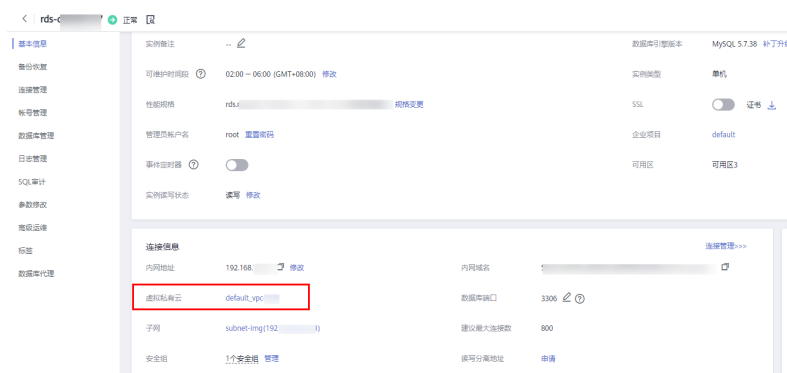 rds- 正常
基本信息
备份恢复
连接管理
帐号管理
数据库管理
日志管理
SQL审计
参数修改
高级运维
标签
数据库代理
实例备注 --
数据库引擎版本 MySQL 5.7.38 补丁升
可维护时间段 02:00 – 06:00 (GMT+08:00) 修改
实例类型 单机
性能规格 rds. 规格变更
SSL 证书
管理员帐户名 root 重置密码
企业项目 default
事件定时器
可用区 可用区3
实例读写状态 读写 修改
连接信息 连接管理>>>
内网地址 192.168. 修改
内网域名
虚拟私有云 default_vpc
数据库端口 3306
子网 subnet-img(192
建议最大连接数 800
安全组 1个安全组 管理
读写分离地址 申请